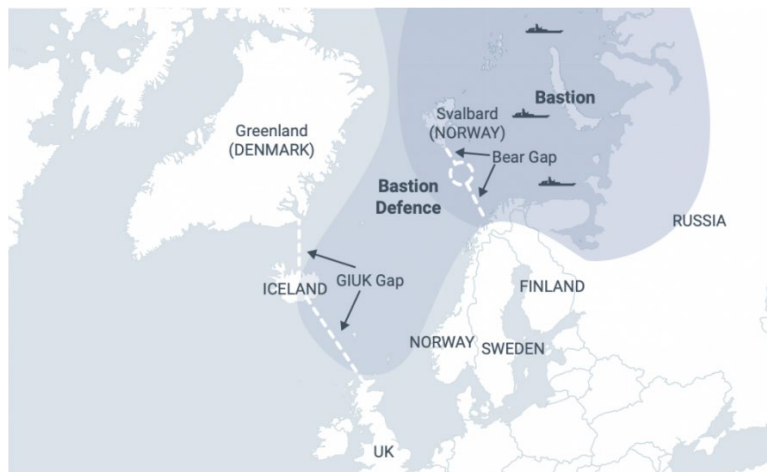 Svalbard
(NORWAY)
Bastion
Greenland
(DENMARK)
Bear Gap
Bastion
Defence
RUSSIA
ICELAND
GIUK Gap
FINLAND
NORWAY
SWEDEN
UK